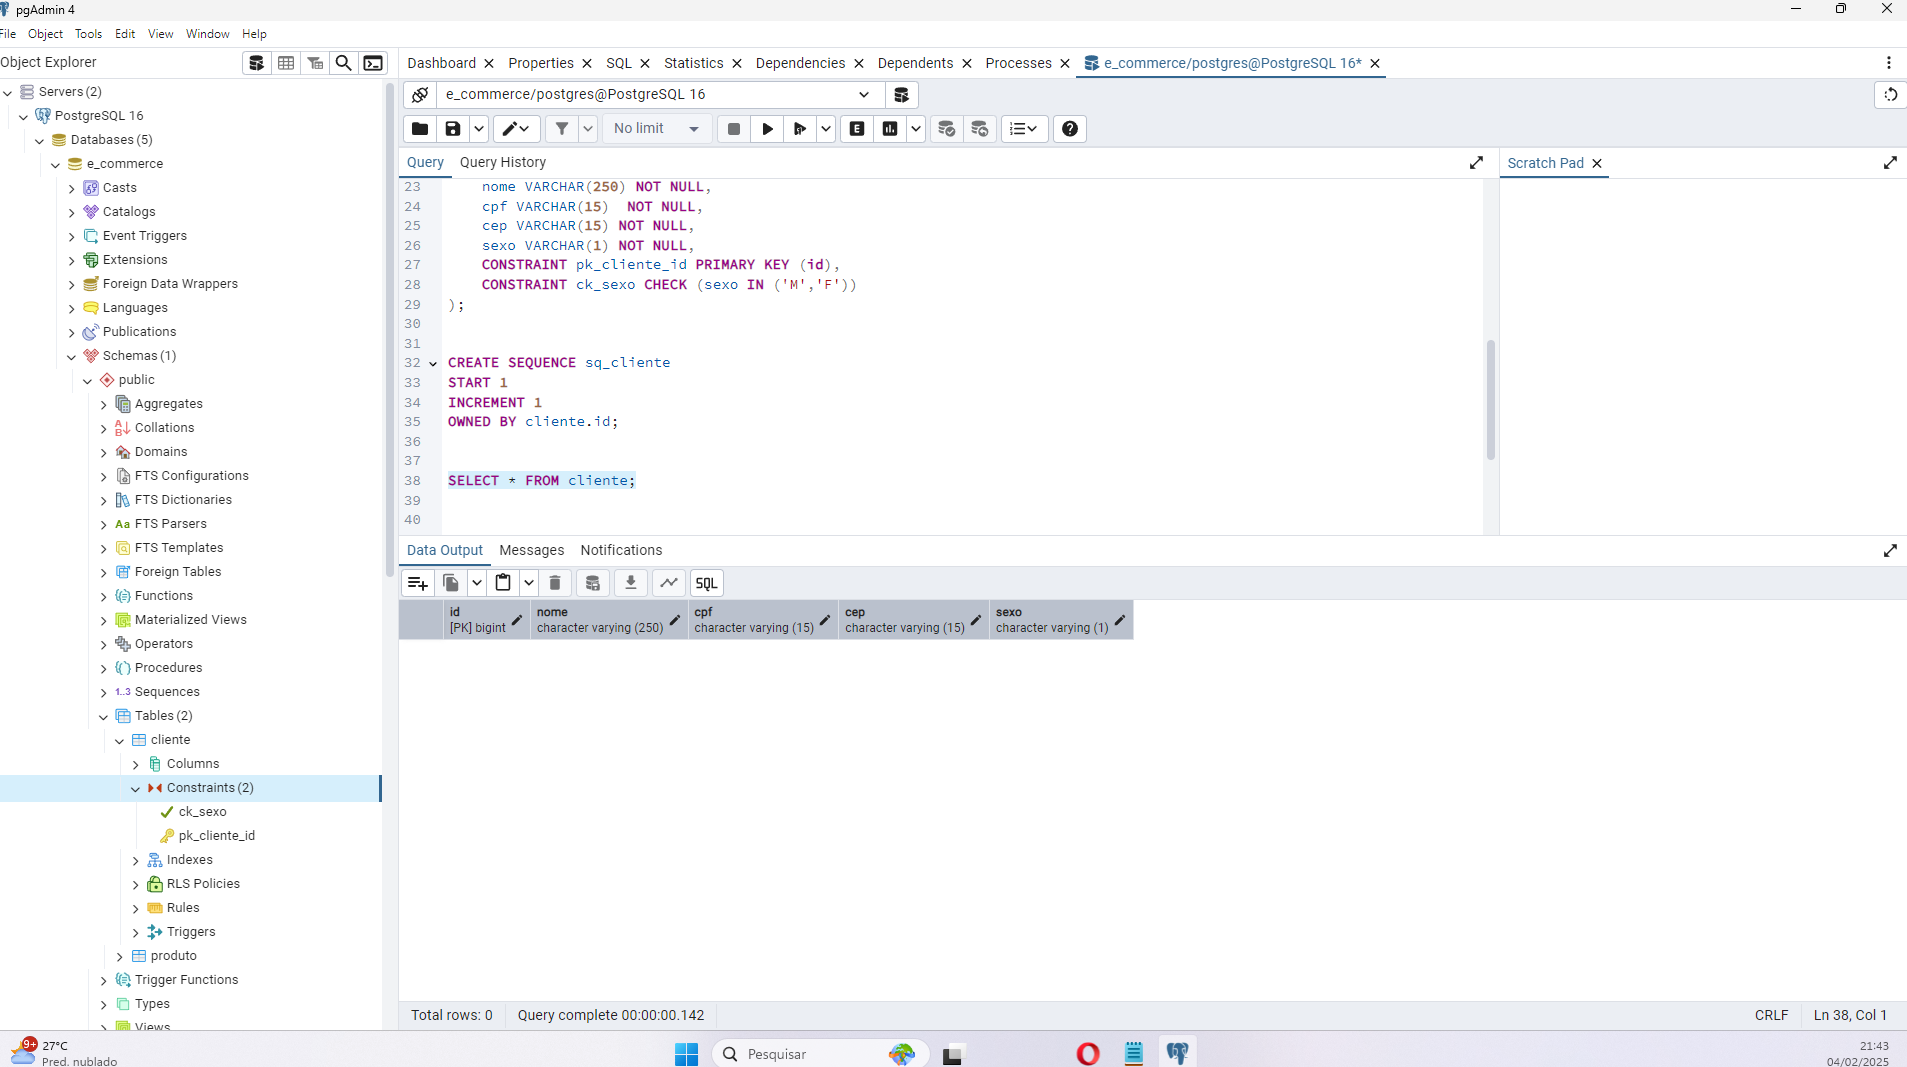 pgAdmin 4
File Object Tools Edit View Window Help
Object Explorer
Servers (2)
PostgreSQL 16
Databases (5)
e_commerce
Casts
Catalogs
Event Triggers
Extensions
Foreign Data Wrappers
Languages
Publications
Schemas (1)
public
Aggregates
Collations
Domains
FTS Configurations
FTS Dictionaries
Aa FTS Parsers
FTS Templates
Foreign Tables
Functions
Materialized Views
Operators
Procedures
1..3 Sequences
Tables (2)
cliente
Columns
Constraints (2)
ck_sexo
pk_cliente_id
Indexes
RLS Policies
Rules
Triggers
produto
Trigger Functions
Types
Views
Dashboard Properties SQL Statistics Dependencies Dependents Processes e_commerce/postgres@PostgreSQL 16*
e_commerce/postgres@PostgreSQL 16
No limit E
Query Query History
Scratch Pad
23 nome VARCHAR(250) NOT NULL,
24 cpf VARCHAR(15)  NOT NULL,
25 cep VARCHAR(15) NOT NULL,
26 sexo VARCHAR(1) NOT NULL,
27 CONSTRAINT pk_cliente_id PRIMARY KEY (id),
28 CONSTRAINT ck_sexo CHECK (sexo IN ('M','F'))
29 );
30
31
32 CREATE SEQUENCE sq_cliente
33 START 1
34 INCREMENT 1
35 OWNED BY cliente.id;
36
37
38 SELECT * FROM cliente;
39
40
Data Output Messages Notifications
SQL
id nome cpf cep sexo
[PK] bigint character varying (250) character varying (15) character varying (15) character varying (1)
Total rows: 0 Query complete 00:00:00.142 CRLF Ln 38, Col 1
9+ 27°C
Pred. nublado
Pesquisar
21:43
04/02/2025